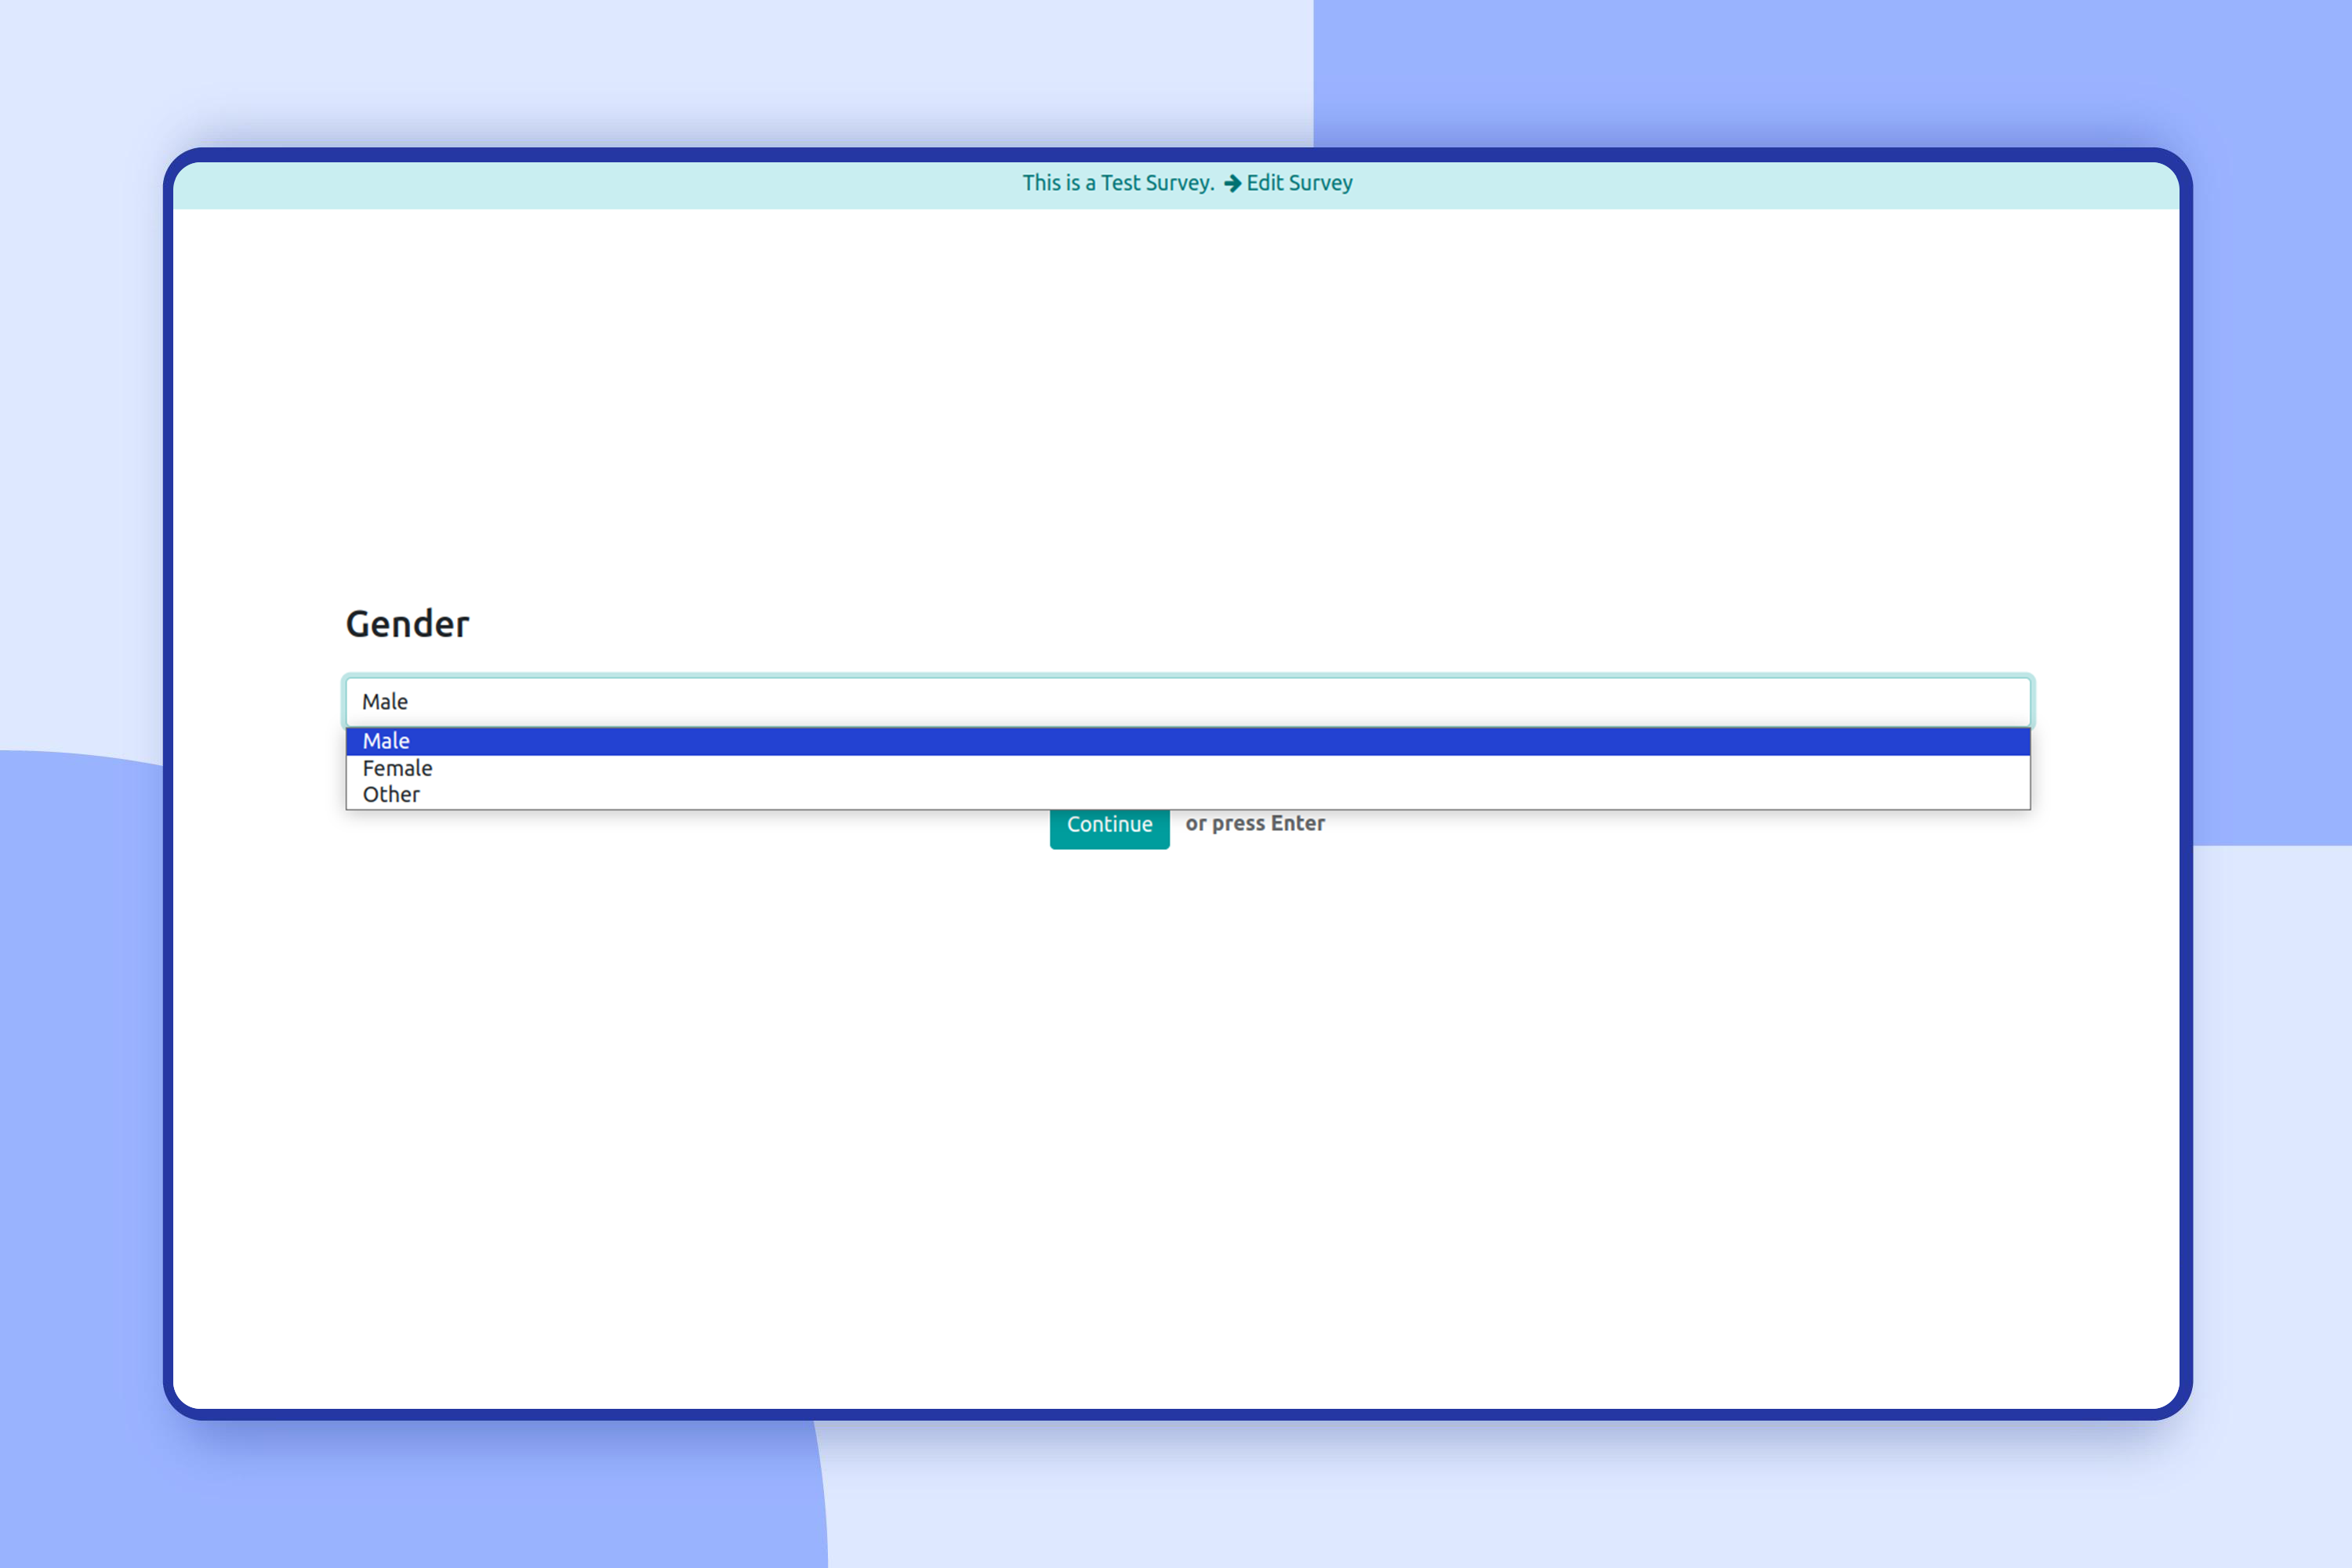 This is a Test Survey. → Edit Survey
Gender
Male
Male
Female
Other
Continue or press Enter